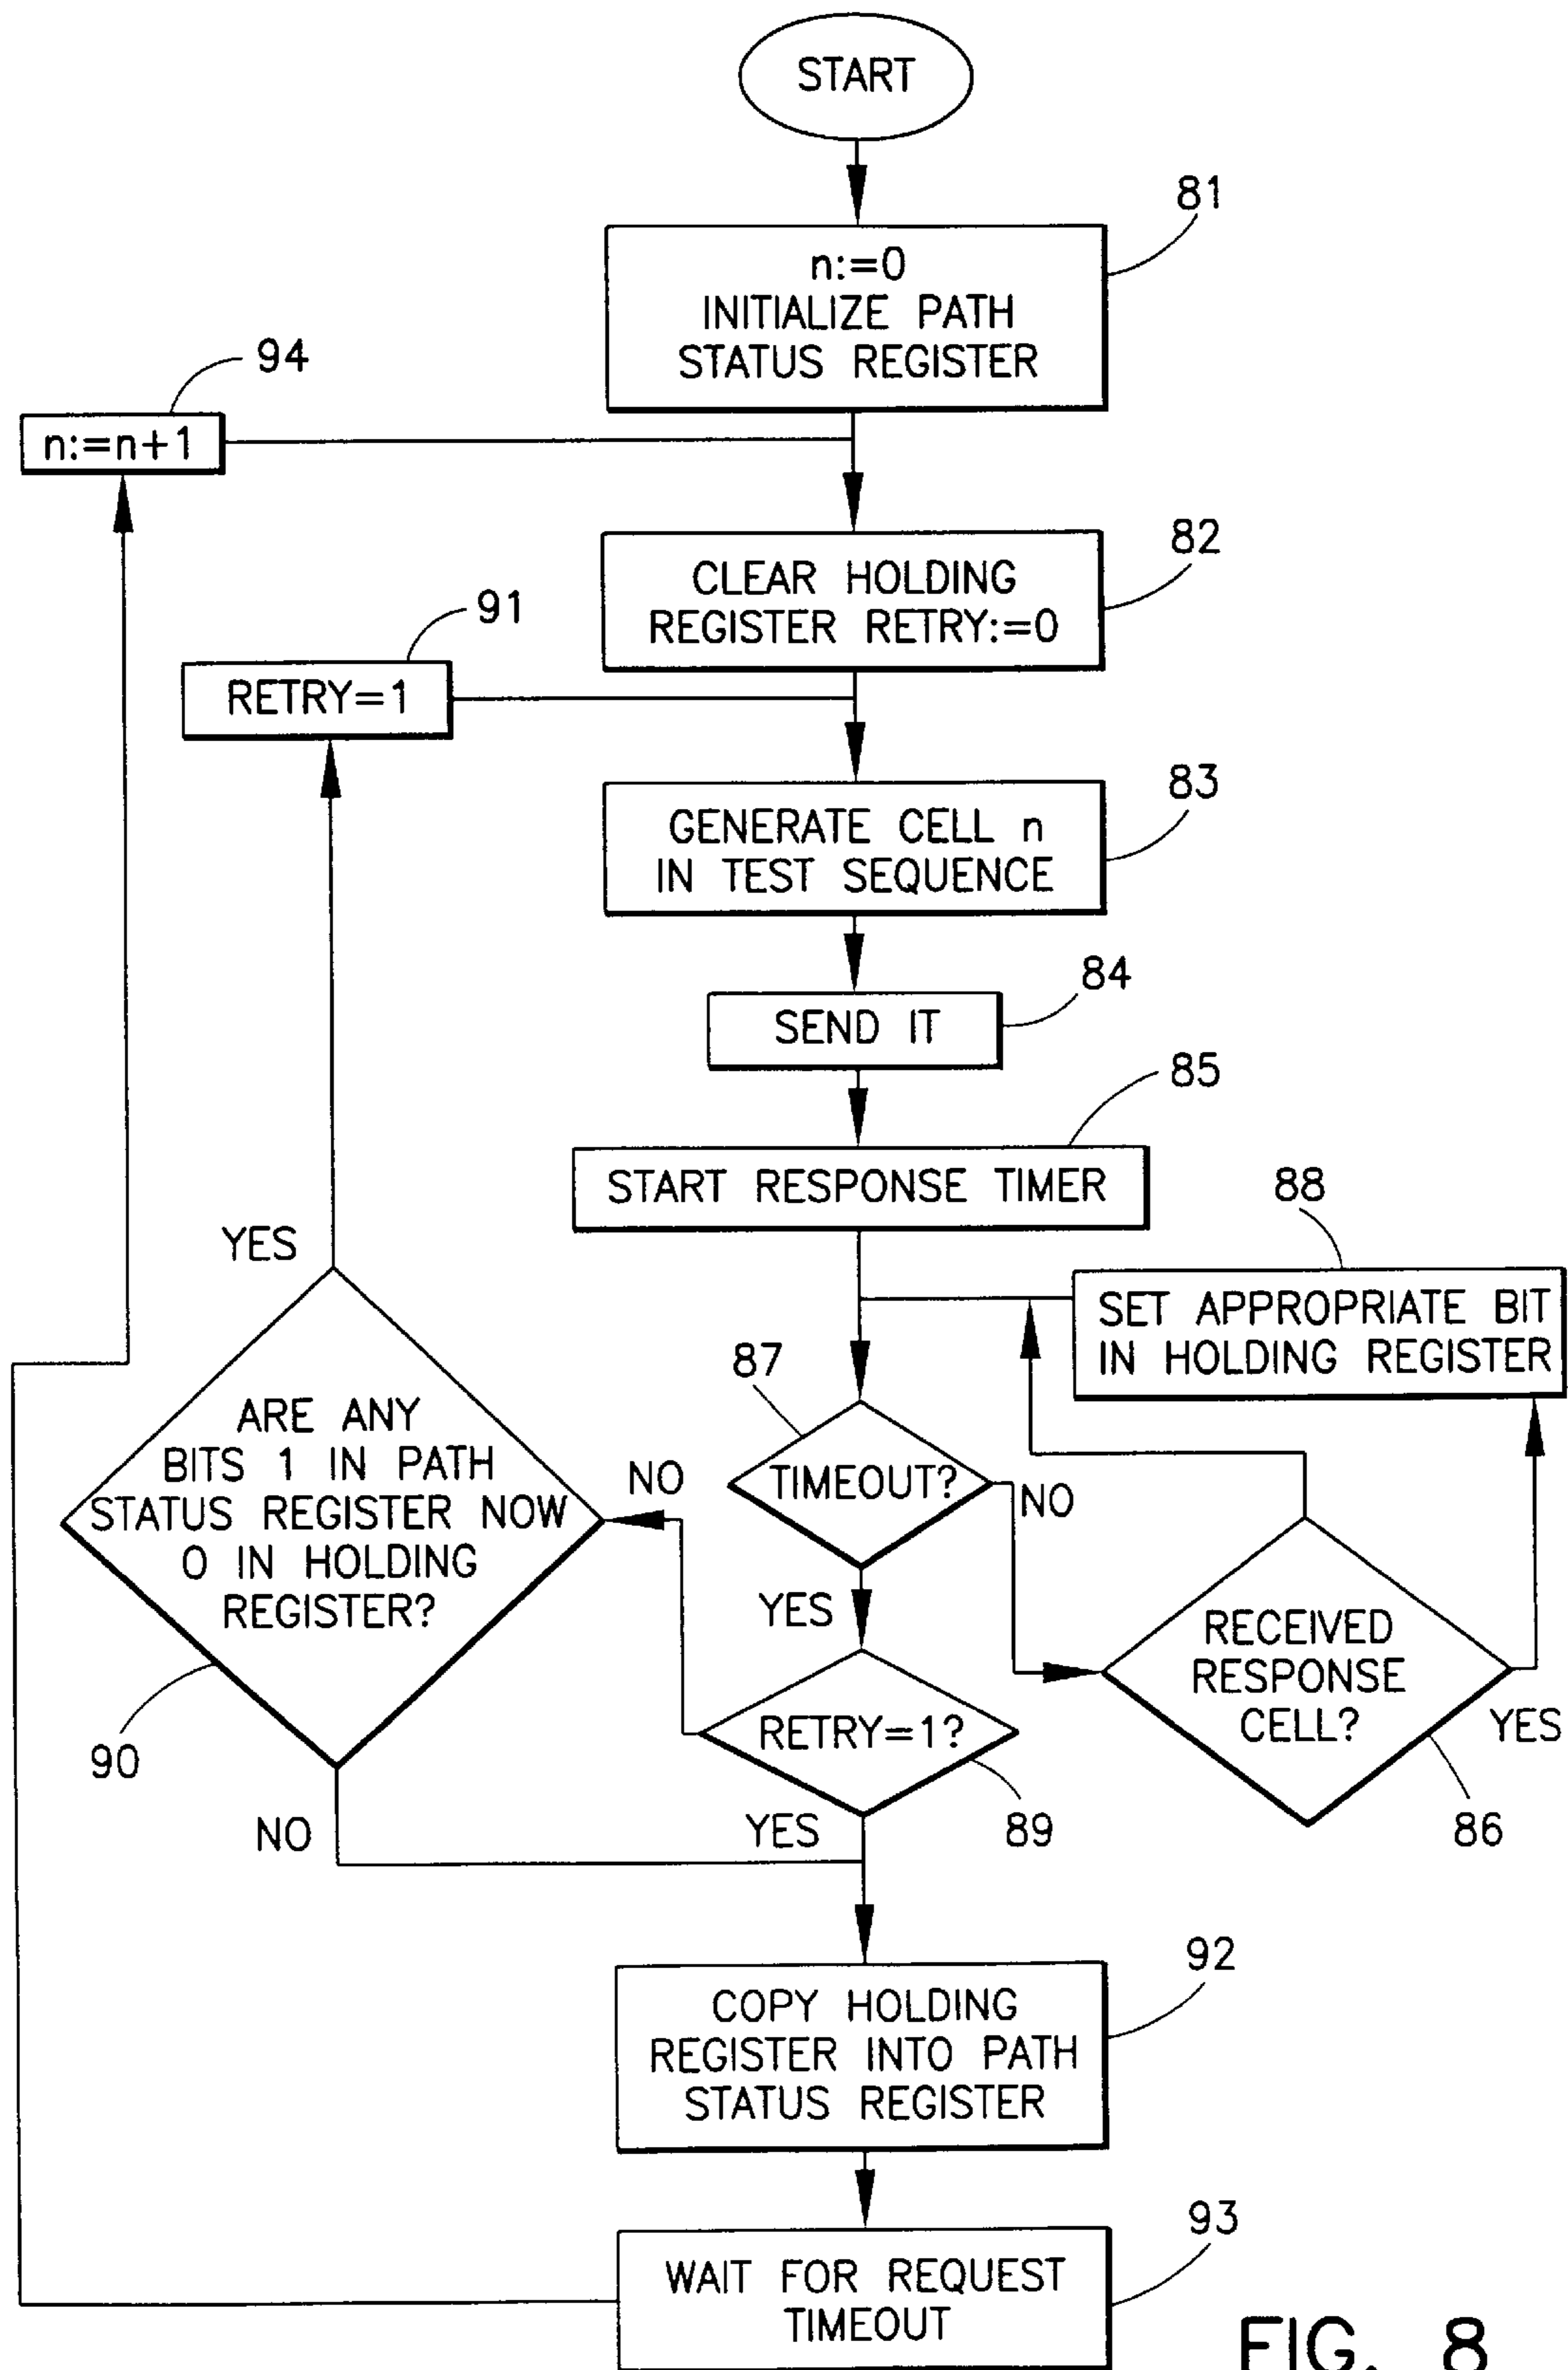 START
81
n:=0
INITIALIZE PATH
STATUS REGISTER
94
n:=n+1
82
CLEAR HOLDING
REGISTER RETRY:=0
91
RETRY=1
83
GENERATE CELL n
IN TEST SEQUENCE
84
SEND IT
85
START RESPONSE TIMER
88
SET APPROPRIATE BIT
IN HOLDING REGISTER
YES
87
TIMEOUT?
NO
ARE ANY
BITS 1 IN PATH
STATUS REGISTER NOW
0 IN HOLDING
REGISTER?
NO
YES
RECEIVED
RESPONSE
CELL?
YES
86
RETRY=1?
89
90
NO
YES
92
COPY HOLDING
REGISTER INTO PATH
STATUS REGISTER
93
WAIT FOR REQUEST
TIMEOUT
FIG. 8